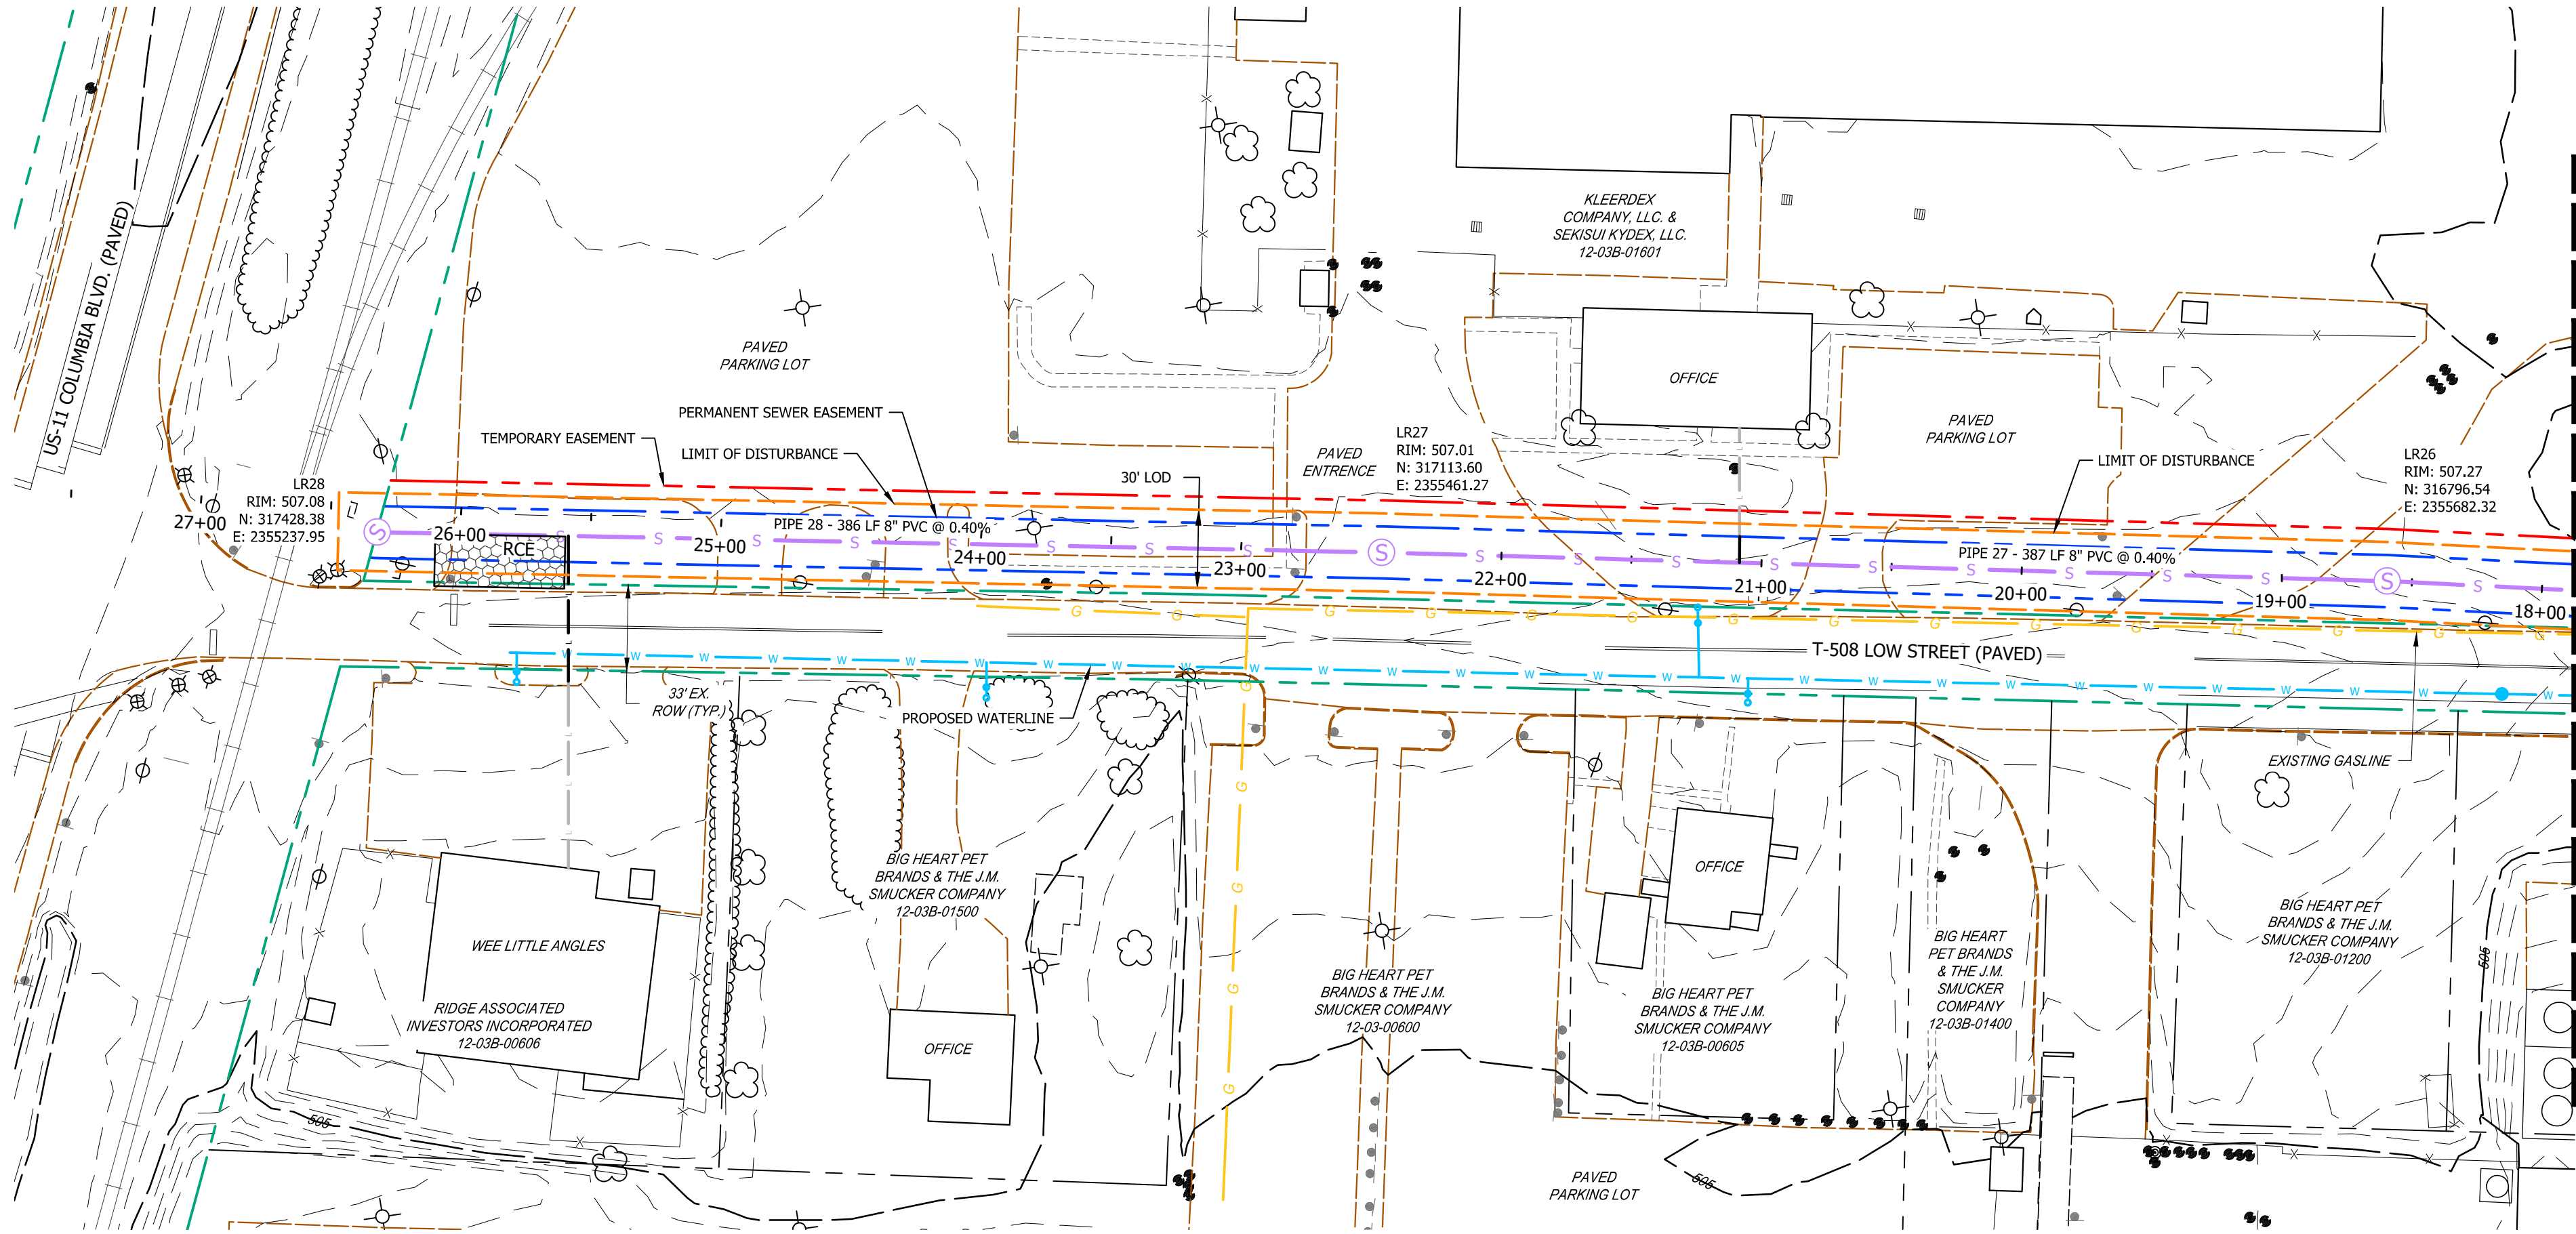 US-11 COLUMBIA BLVD. (PAVED)
KLEERDEX
COMPANY, LLC. &
SEKISUI KYDEX, LLC.
12-03B-01601
PAVED
PARKING LOT
OFFICE
PERMANENT SEWER EASEMENT
TEMPORARY EASEMENT
LIMIT OF DISTURBANCE
PAVED
ENTRENCE
LR27
RIM: 507.01
N: 317113.60
E: 2355461.27
PAVED
PARKING LOT
LIMIT OF DISTURBANCE
LR26
RIM: 507.27
N: 316796.54
E: 2355682.32
30' LOD
LR28
RIM: 507.08
N: 317428.38
E: 2355237.95
27+00
26+00
RCE
25+00
PIPE 28 - 386 LF 8" PVC @ 0.40%
24+00
23+00
22+00
21+00
PIPE 27 - 387 LF 8" PVC @ 0.40%
20+00
19+00
18+00
S S S S S S S S S S S S S S S S S S S S
G G G G G G G G G G G G G G G
T-508 LOW STREET (PAVED)
W W W W W W W W W W W W W W W W W W W W W W W W W W W W
33' EX.
ROW (TYP.)
PROPOSED WATERLINE
EXISTING GASLINE
G
G
G
G
G
G
BIG HEART PET
BRANDS & THE J.M.
SMUCKER COMPANY
12-03B-01500
WEE LITTLE ANGLES
RIDGE ASSOCIATED
INVESTORS INCORPORATED
12-03B-00606
OFFICE
BIG HEART PET
BRANDS & THE J.M.
SMUCKER COMPANY
12-03-00600
OFFICE
BIG HEART PET
BRANDS & THE J.M.
SMUCKER COMPANY
12-03B-00605
BIG HEART
PET BRANDS
& THE J.M.
SMUCKER
COMPANY
12-03B-01400
BIG HEART PET
BRANDS & THE J.M.
SMUCKER COMPANY
12-03B-01200
505
505
PAVED
PARKING LOT
505